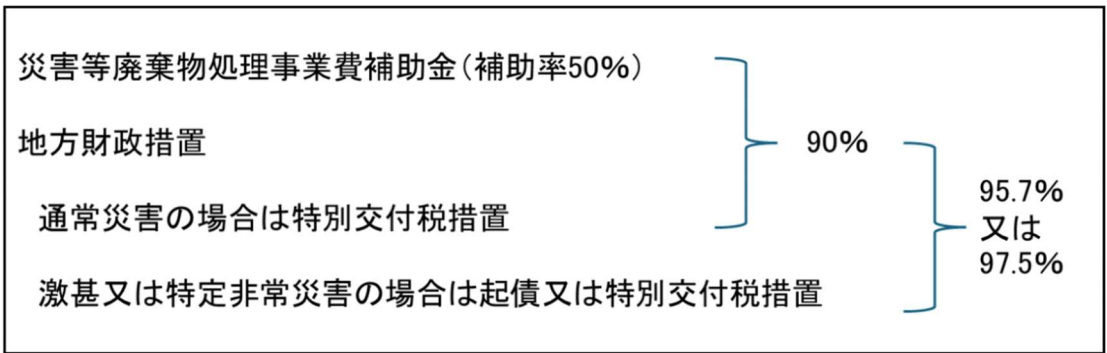 災害等廃棄物処理事業費補助金(補助率50%)
地方財政措置
90%
通常災害の場合は特別交付税措置
95.7%
又は
97.5%
激甚又は特定非常災害の場合は起債又は特別交付税措置